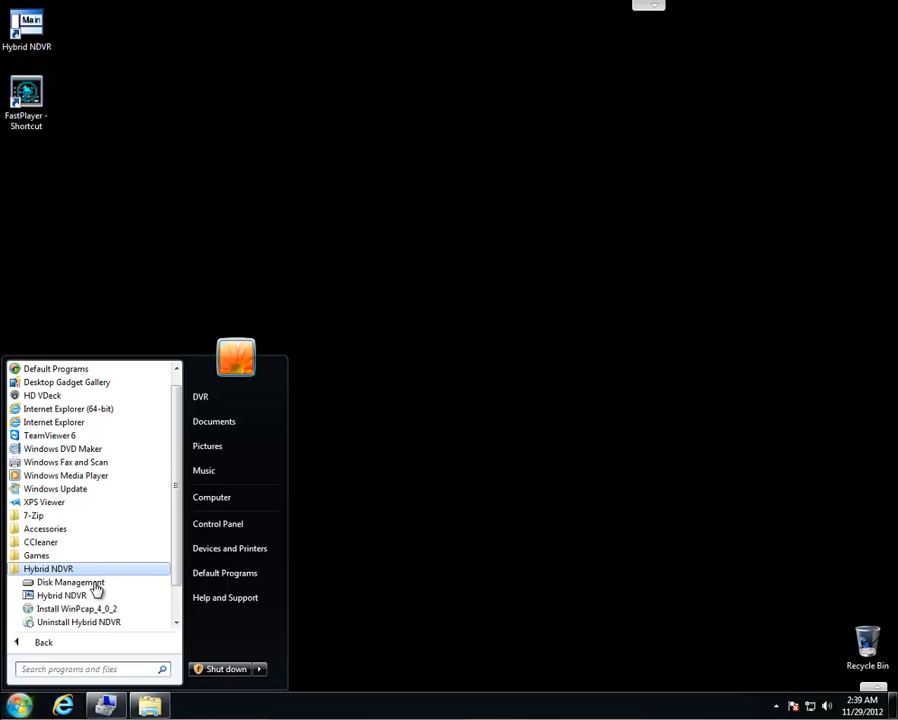 Main
Hybrid NDVR
FastPlayer -
Shortcut
Default Programs
Desktop Gadget Gallery
HD VDeck
Internet Explorer (64-bit)
Internet Explorer
TeamViewer 6
Windows DVD Maker
Windows Fax and Scan
Windows Media Player
Windows Update
XPS Viewer
7-Zip
Accessories
CCleaner
Games
Hybrid NDVR
Disk Management
Hybrid NDVR
Install WinPcap_4_0_2
Uninstall Hybrid NDVR
Back
Search programs and files
DVR
Documents
Pictures
Music
Computer
Control Panel
Devices and Printers
Default Programs
Help and Support
Shut down
Recycle Bin
2:39 AM
11/29/2012